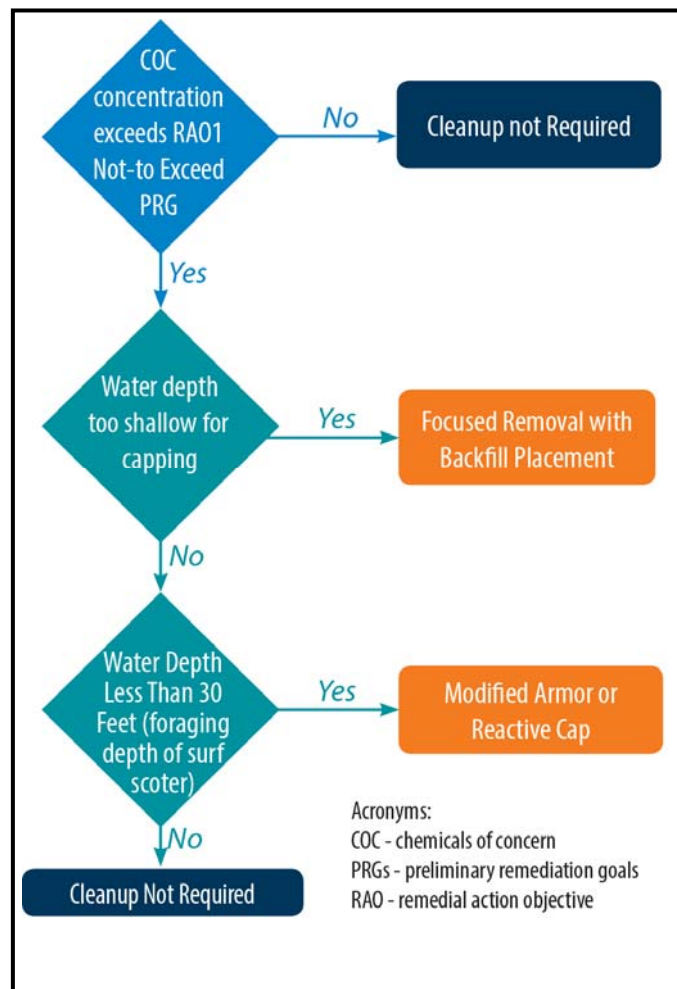 COC
concentration
exceeds RAO1
Not-to Exceed
PRG
No
Cleanup not Required
Yes
Water depth
too shallow for
capping
Yes
Focused Removal with
Backfill Placement
No
Water Depth
Less Than 30
Feet (foraging
depth of surf
scoter)
Yes
Modified Armor or
Reactive Cap
No
Cleanup Not Required
Acronyms:
COC - chemicals of concern
PRGs - preliminary remediation goals
RAO - remedial action objective